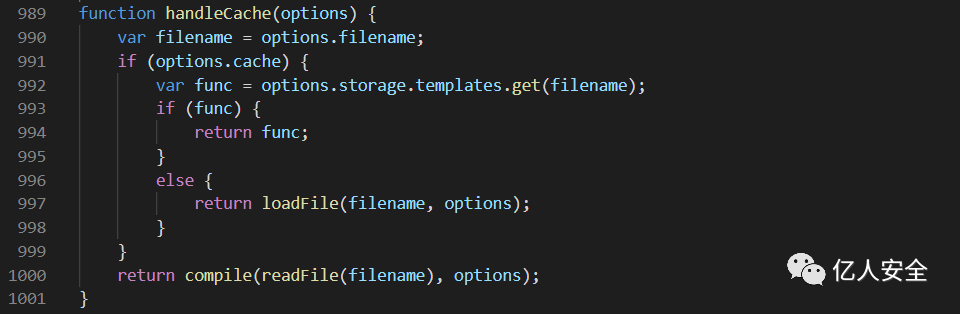 989 function handleCache(options) {
990     var filename = options.filename;
991     if (options.cache) {
992         var func = options.storage.templates.get(filename);
993         if (func) {
994             return func;
995         }
996         else {
997             return loadFile(filename, options);
998         }
999     }
1000     return compile(readFile(filename), options);
1001 }
亿人安全